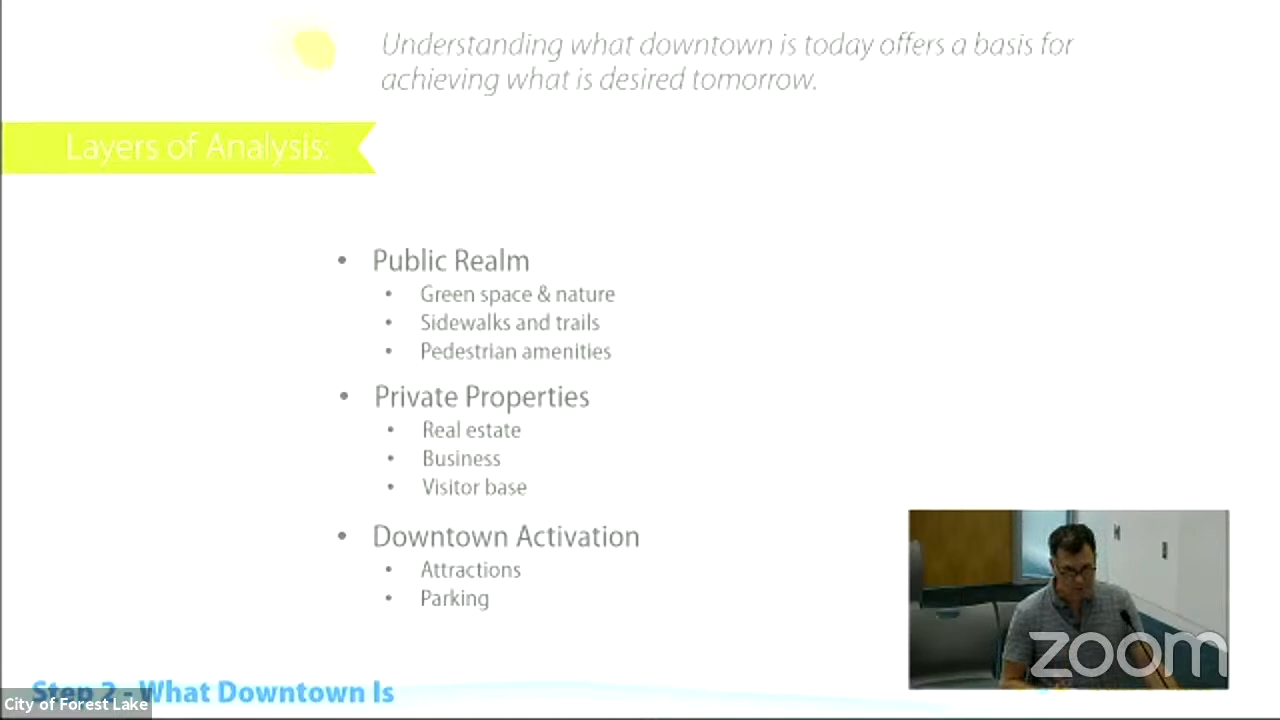 Understanding what downtown is today offers a basis for
achieving what is desired tomorrow.
Layers of Analysis:
• Public Realm
• Green space & nature
• Sidewalks and trails
• Pedestrian amenities
• Private Properties
• Real estate
• Business
• Visitor base
• Downtown Activation
• Attractions
• Parking
zoom
Step 2 - What Downtown Is
City of Forest Lake